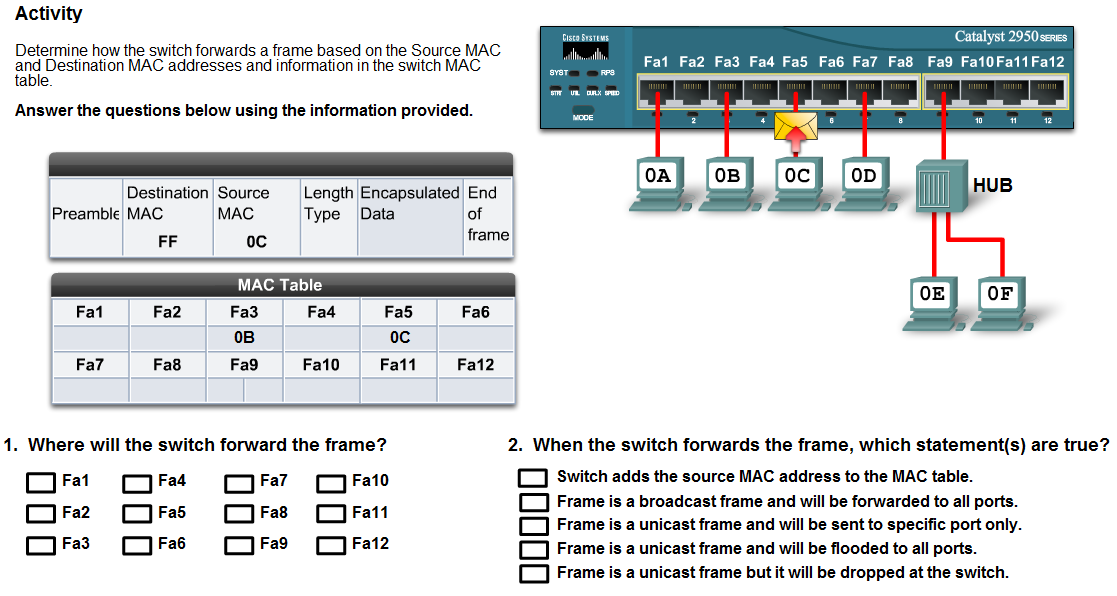 Activity
Determine how the switch forwards a frame based on the Source MAC
and Destination MAC addresses and information in the switch MAC
table.
Answer the questions below using the information provided.
Preamble
Destination
MAC
FF
Source
MAC
0C
Length
Type
Encapsulated
Data
End
of
frame
MAC Table
Fa1 Fa2 Fa3 Fa4 Fa5 Fa6
0B 0C
Fa7 Fa8 Fa9 Fa10 Fa11 Fa12
CISCO SYSTEMS
Catalyst 2950 SERIES
SYST RPS
STAT UTIL DUPLX SPEED
MODE
Fa1 Fa2 Fa3 Fa4 Fa5 Fa6 Fa7 Fa8 Fa9 Fa10 Fa11 Fa12
2 4 6 8 10 11 12
0A 0B 0C 0D
HUB
0E 0F
1. Where will the switch forward the frame?
Fa1 Fa4 Fa7 Fa10
Fa2 Fa5 Fa8 Fa11
Fa3 Fa6 Fa9 Fa12
2. When the switch forwards the frame, which statement(s) are true?
Switch adds the source MAC address to the MAC table.
Frame is a broadcast frame and will be forwarded to all ports.
Frame is a unicast frame and will be sent to specific port only.
Frame is a unicast frame and will be flooded to all ports.
Frame is a unicast frame but it will be dropped at the switch.